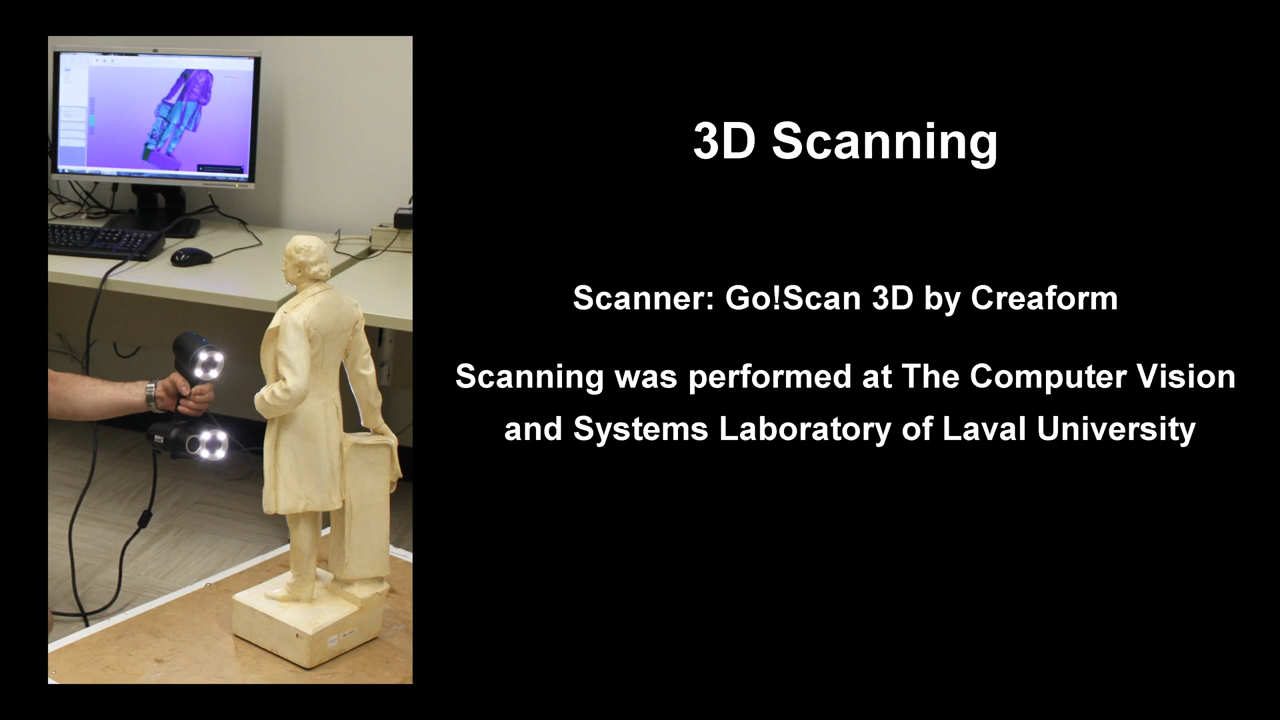 3D Scanning
Scanner: Go!Scan 3D by Creaform
Scanning was performed at The Computer Vision
and Systems Laboratory of Laval University